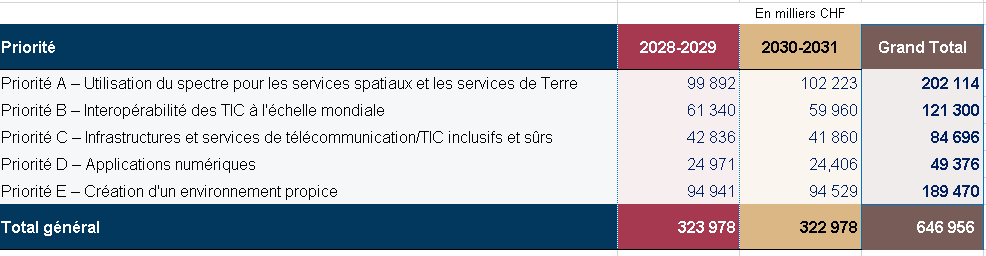 En milliers CHF
Priorité 2028-2029 2030-2031 Grand Total
Priorité A – Utilisation du spectre pour les services spatiaux et les services de Terre 99 892 102 223 202 114
Priorité B – Interopérabilité des TIC à l'échelle mondiale 61 340 59 960 121 300
Priorité C – Infrastructures et services de télécommunication/TIC inclusifs et sûrs 42 836 41 860 84 696
Priorité D – Applications numériques 24 971 24,406 49 376
Priorité E – Création d'un environnement propice 94 941 94 529 189 470
Total général 323 978 322 978 646 956